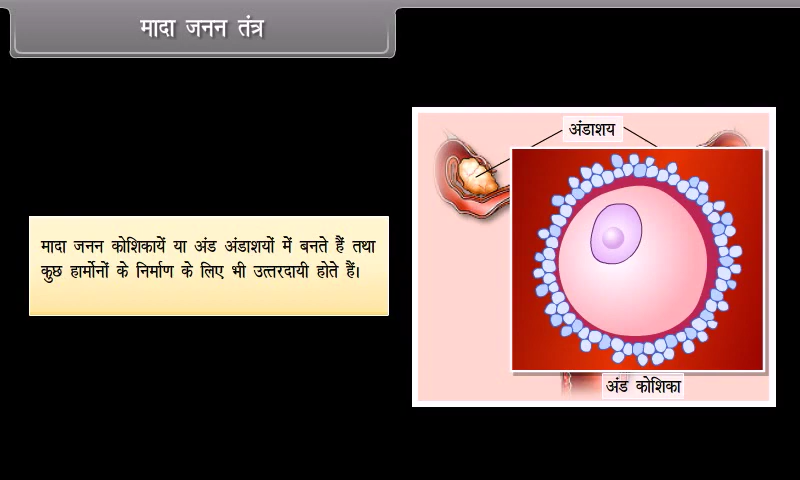 मादा जनन तंत्र
मादा जनन कोशिकायें या अंड अंडाशयों में बनते हैं तथा
कुछ हार्मोनों के निर्माण के लिए भी उत्तरदायी होते हैं।
अंडाशय
अंड कोशिका